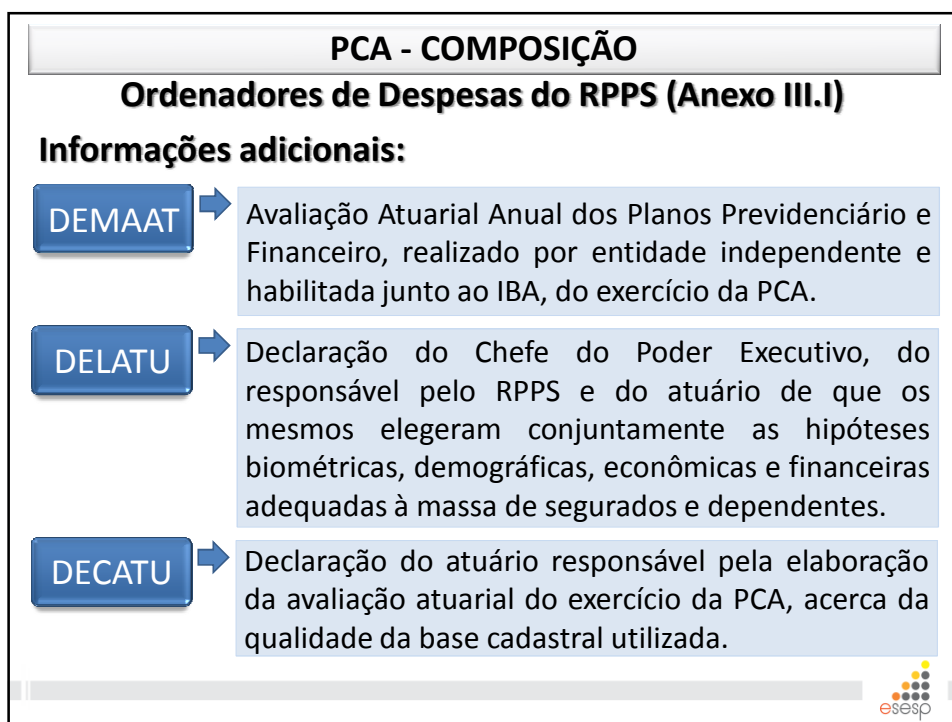 PCA - COMPOSIÇÃO
Ordenadores de Despesas do RPPS (Anexo III.I)
Informações adicionais:
DEMAAT
Avaliação Atuarial Anual dos Planos Previdenciário e
Financeiro, realizado por entidade independente e
habilitada junto ao IBA, do exercício da PCA.
DELATU
Declaração do Chefe do Poder Executivo, do
responsável pelo RPPS e do atuário de que os
mesmos elegeram conjuntamente as hipóteses
biométricas, demográficas, econômicas e financeiras
adequadas à massa de segurados e dependentes.
DECATU
Declaração do atuário responsável pela elaboração
da avaliação atuarial do exercício da PCA, acerca da
qualidade da base cadastral utilizada.
esesp